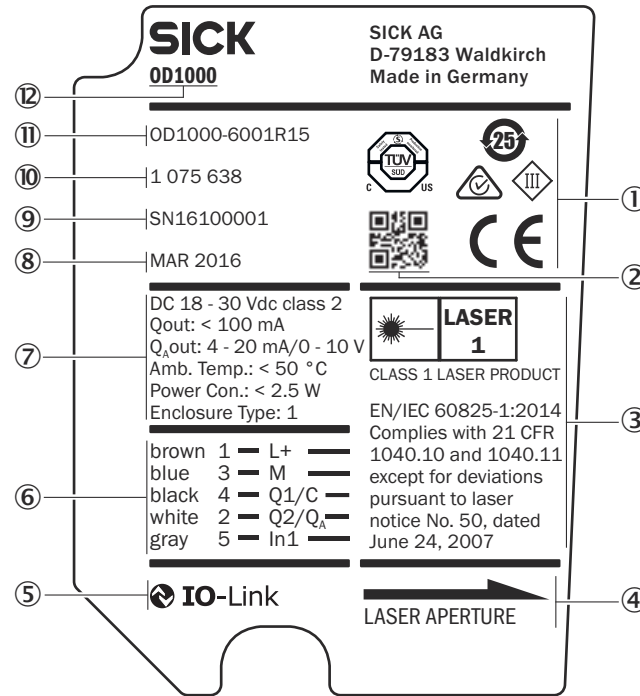 SICK
OD1000
SICK AG
D-79183 Waldkirch
Made in Germany
⑫
⑪
OD1000-6001R15
⑩
1 075 638
⑨
SN16100001
⑧
MAR 2016
TÜV
SUD
C US
25
III
CE
①
②
⑦
DC 18 - 30 Vdc class 2
Qout: < 100 mA
QAout: 4 - 20 mA/0 - 10 V
Amb. Temp.: < 50 °C
Power Con.: < 2.5 W
Enclosure Type: 1
LASER
1
CLASS 1 LASER PRODUCT
EN/IEC 60825-1:2014
Complies with 21 CFR
1040.10 and 1040.11
except for deviations
pursuant to laser
notice No. 50, dated
June 24, 2007
③
⑥
brown 1 — L+
blue 3 — M
black 4 — Q1/C
white 2 — Q2/QA
gray 5 — In1
⑤
IO-Link
LASER APERTURE
④